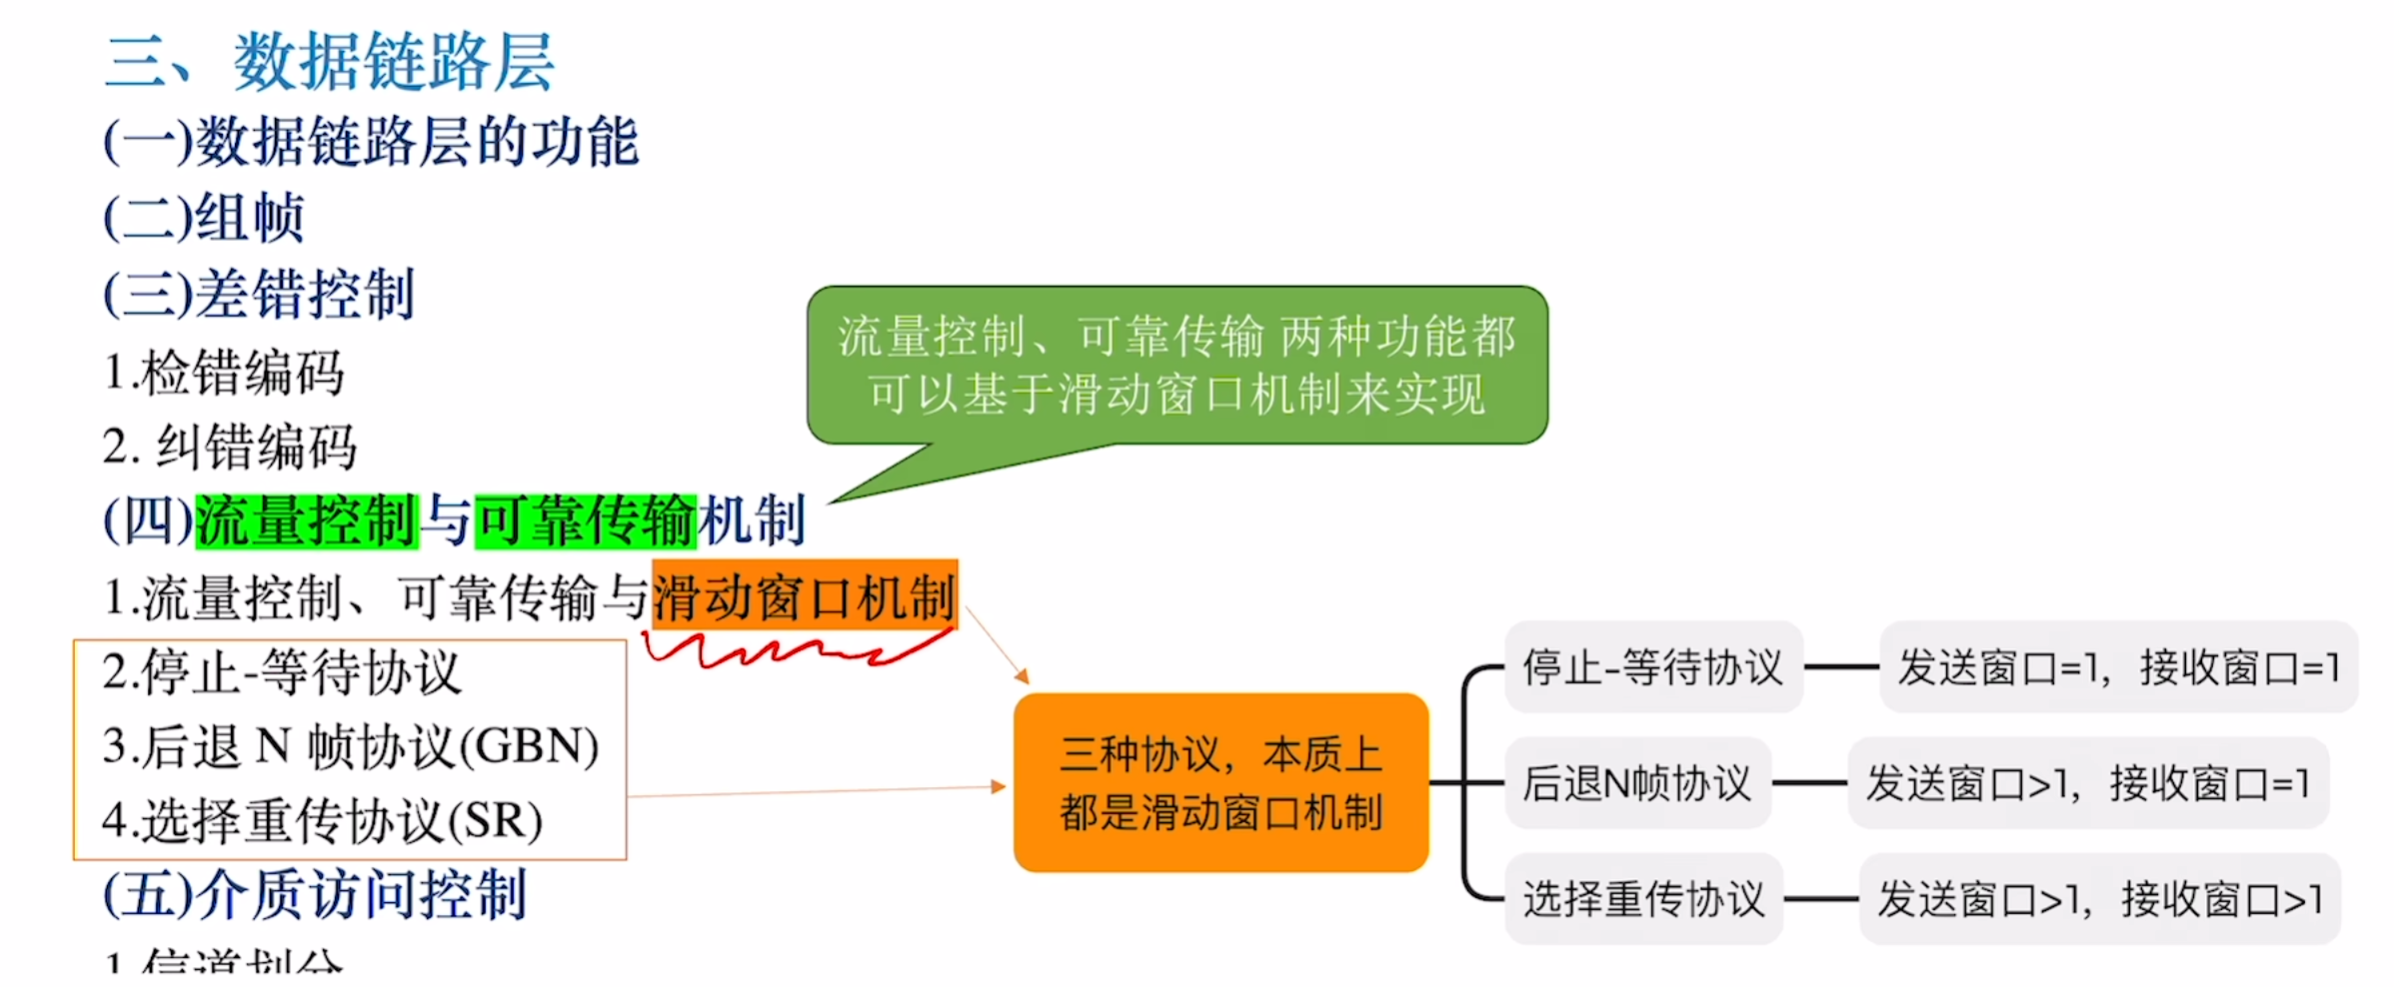 三、数据链路层
(一)数据链路层的功能
(二)组帧
(三)差错控制
1.检错编码
2. 纠错编码
(四)流量控制与可靠传输机制
1.流量控制、可靠传输与滑动窗口机制
2.停止-等待协议
3.后退 N 帧协议(GBN)
4.选择重传协议(SR)
(五)介质访问控制
1.信道划分
流量控制、可靠传输 两种功能都
可以基于滑动窗口机制来实现
三种协议，本质上
都是滑动窗口机制
停止-等待协议
发送窗口=1，接收窗口=1
后退N帧协议
发送窗口>1，接收窗口=1
选择重传协议
发送窗口>1，接收窗口>1